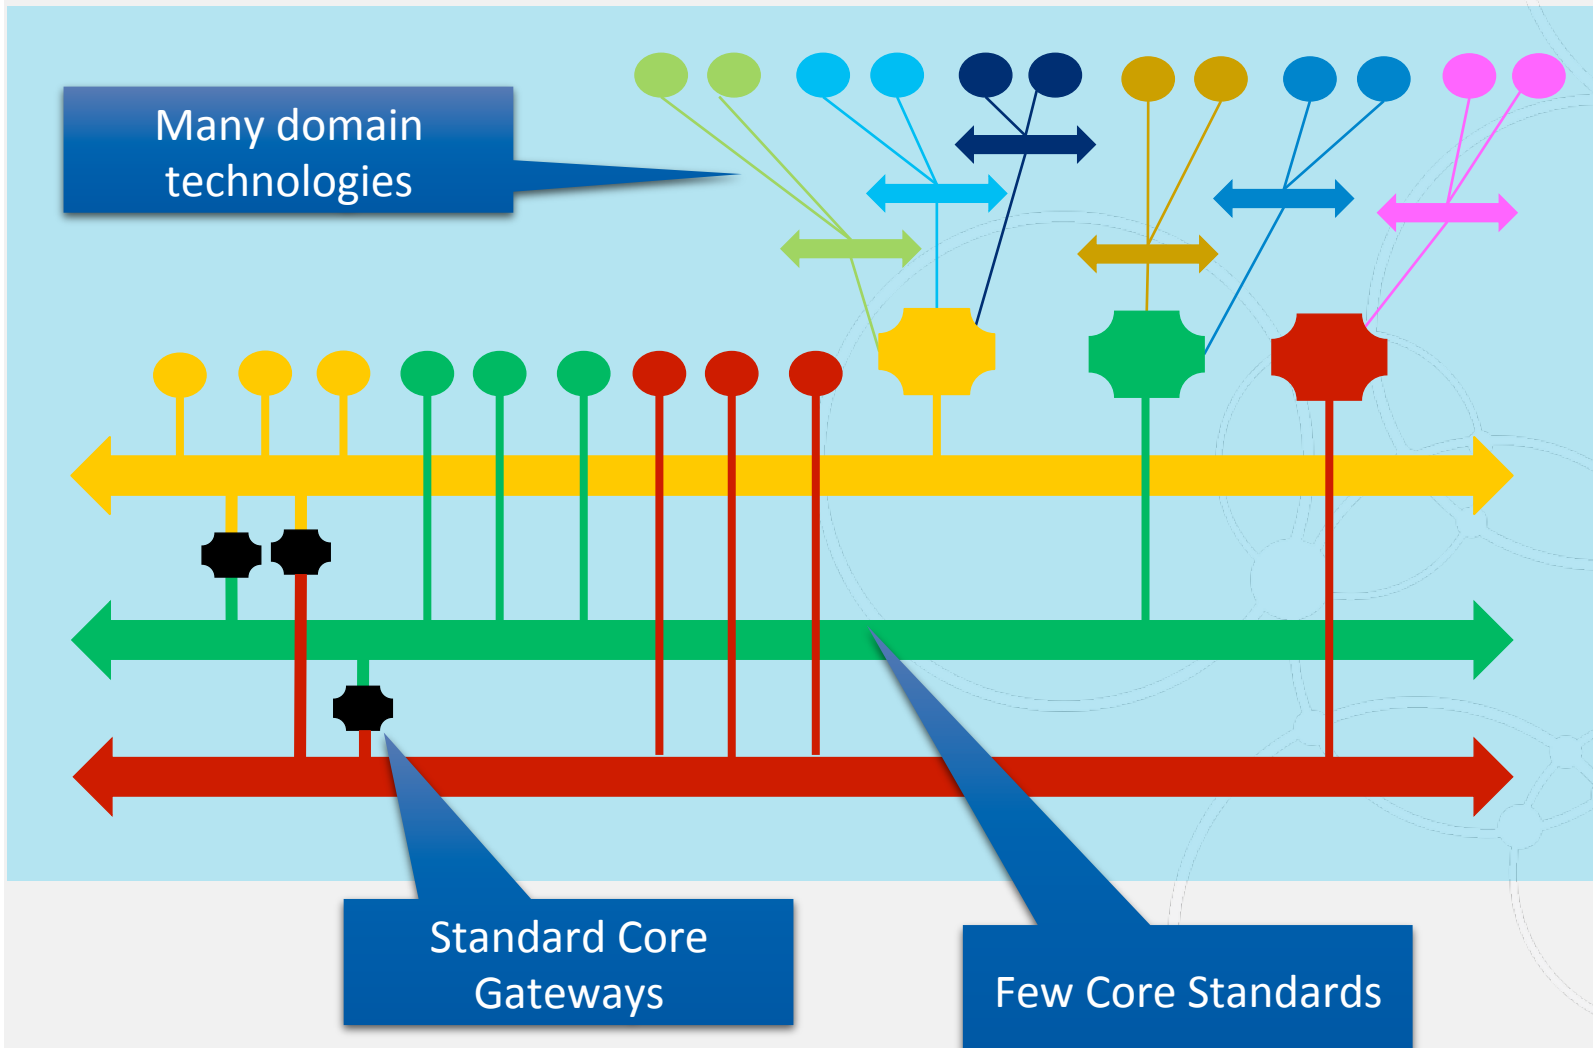 Many domain
technologies
Standard Core
Gateways
Few Core Standards